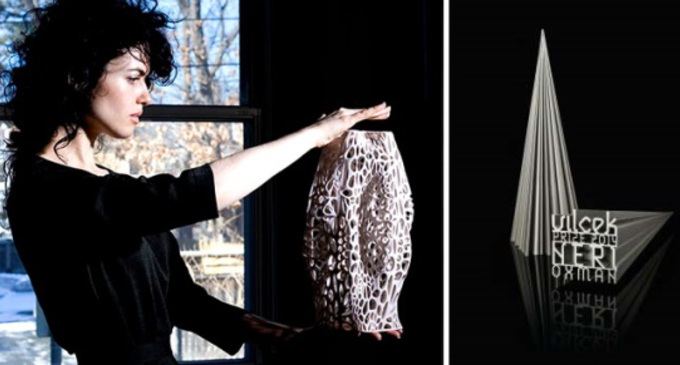 vilcek
PRIZE 2014
NERI
OXMAN